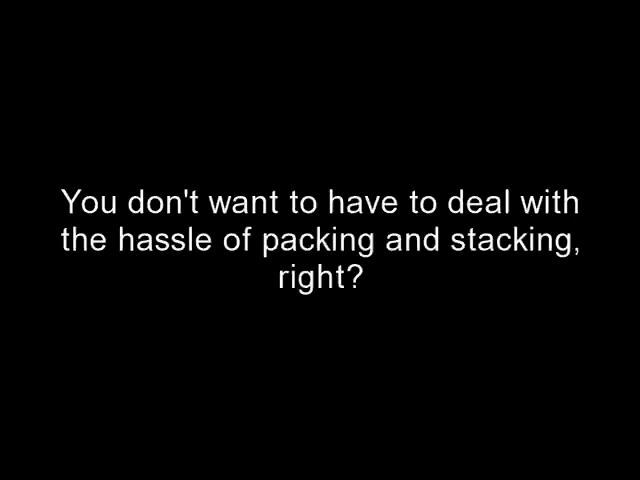 You don't want to have to deal with
the hassle of packing and stacking,
right?